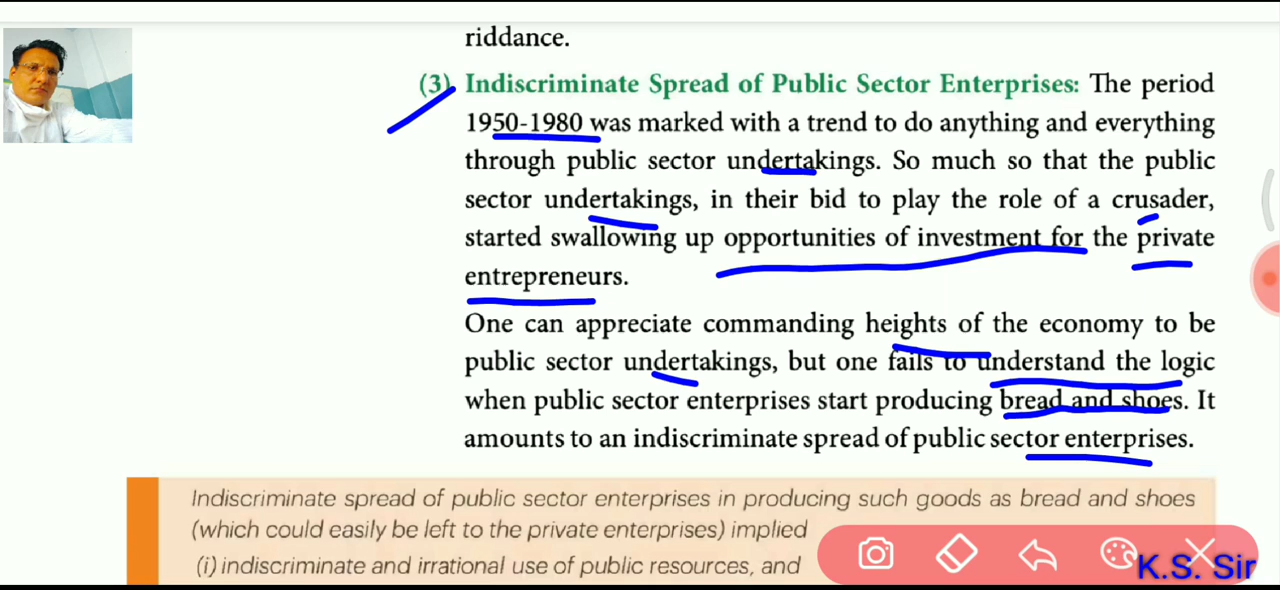 riddance.
(3) Indiscriminate Spread of Public Sector Enterprises: The period
1950-1980 was marked with a trend to do anything and everything
through public sector undertakings. So much so that the public
sector undertakings, in their bid to play the role of a crusader,
started swallowing up opportunities of investment for the private
entrepreneurs.
One can appreciate commanding heights of the economy to be
public sector undertakings, but one fails to understand the logic
when public sector enterprises start producing bread and shoes. It
amounts to an indiscriminate spread of public sector enterprises.
Indiscriminate spread of public sector enterprises in producing such goods as bread and shoes
(which could easily be left to the private enterprises) implied
(i) indiscriminate and irrational use of public resources, and
K.S. Sir